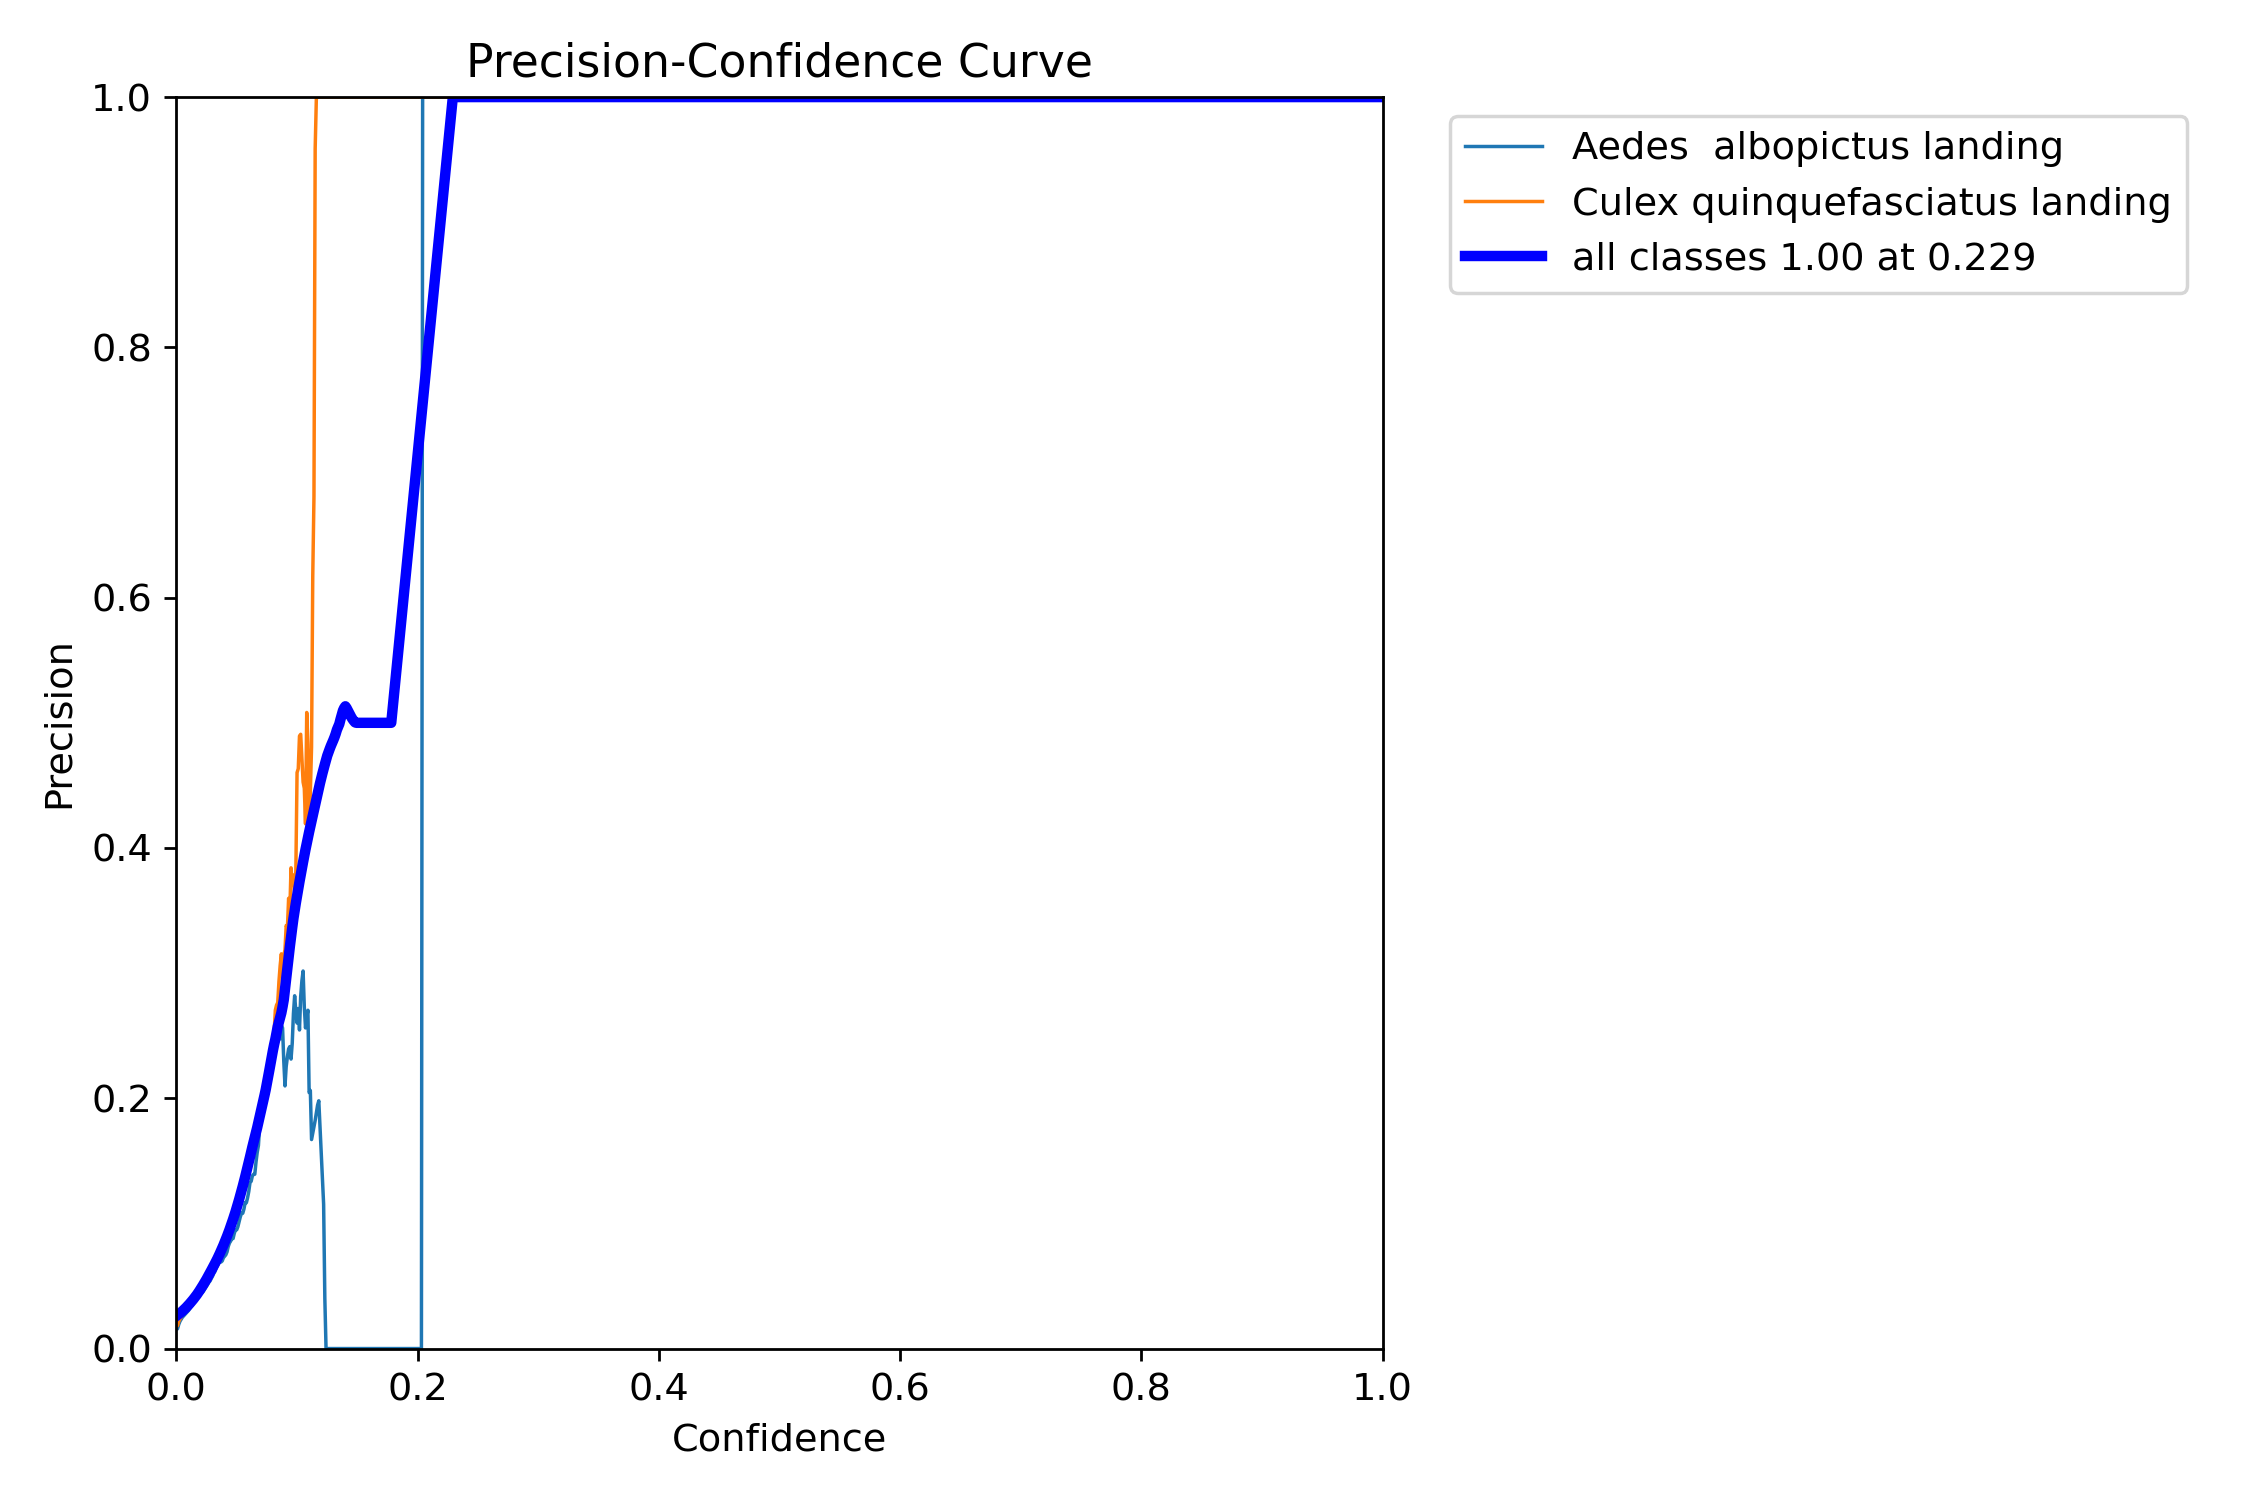 Precision-Confidence Curve
1.0
0.8
0.6
0.4
0.2
0.0
Precision
0.0 0.2 0.4 0.6 0.8 1.0
Confidence
Aedes  albopictus landing
Culex quinquefasciatus landing
all classes 1.00 at 0.229